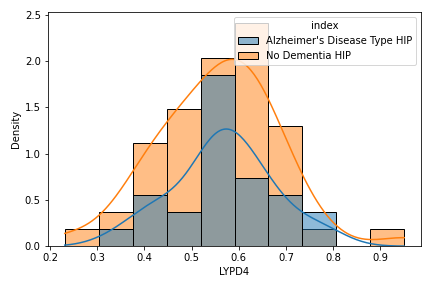 index
Alzheimer's Disease Type HIP
No Dementia HIP
Density
2.5
2.0
1.5
1.0
0.5
0.0
0.2 0.3 0.4 0.5 0.6 0.7 0.8 0.9
LYPD4